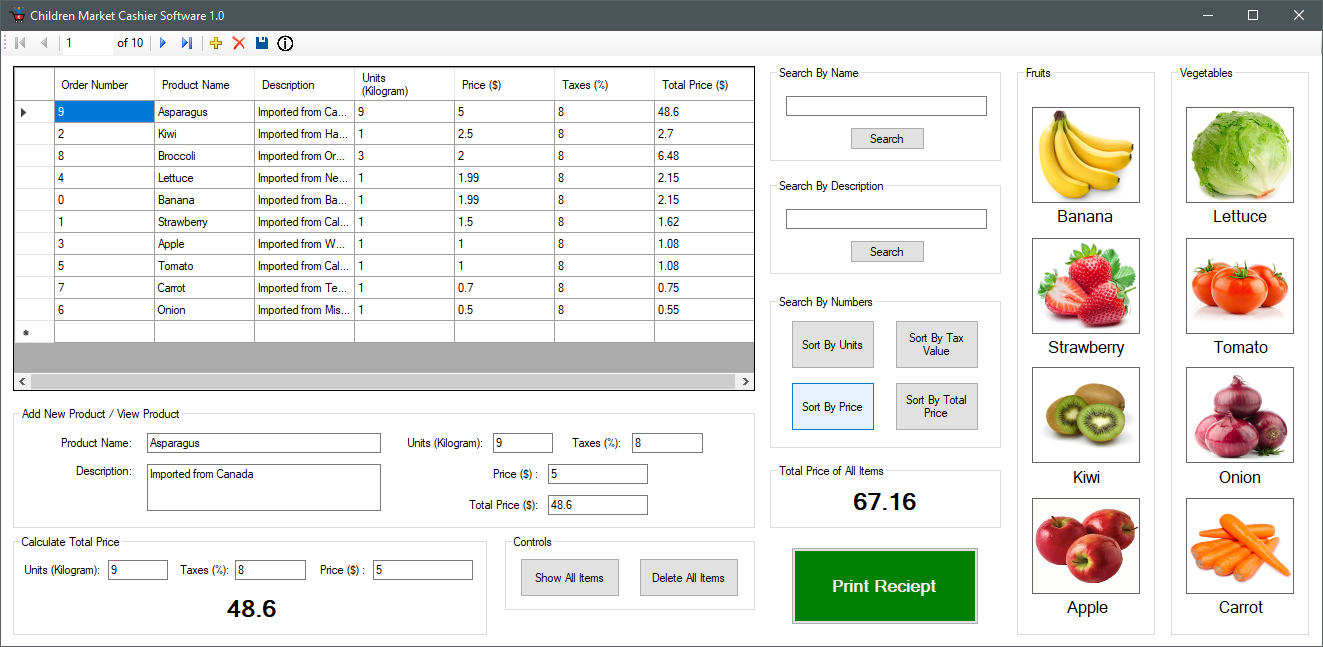 Children Market Cashier Software 1.0
1 of 10
Order Number Product Name Description Units (Kilogram) Price ($) Taxes (%) Total Price ($)
9 Asparagus Imported from Ca... 9 5 8 48.6
2 Kiwi Imported from Ha... 1 2.5 8 2.7
8 Broccoli Imported from Or... 3 2 8 6.48
4 Lettuce Imported from Ne... 1 1.99 8 2.15
0 Banana Imported from Ba... 1 1.99 8 2.15
1 Strawberry Imported from Cal... 1 1.5 8 1.62
3 Apple Imported from W... 1 1 8 1.08
5 Tomato Imported from Cal... 1 1 8 1.08
7 Carrot Imported from Te... 1 0.7 8 0.75
6 Onion Imported from Mis... 1 0.5 8 0.55
Add New Product / View Product
Product Name: Asparagus
Description: Imported from Canada
Units (Kilogram): 9 Taxes (%): 8
Price ($) : 5
Total Price ($): 48.6
Calculate Total Price
Units (Kilogram): 9 Taxes (%): 8 Price ($) : 5
48.6
Controls
Show All Items Delete All Items
Search By Name
Search
Search By Description
Search
Search By Numbers
Sort By Units
Sort By Tax
Value
Sort By Price
Sort By Total
Price
Total Price of All Items
67.16
Print Reciept
Fruits
Banana
Strawberry
Kiwi
Apple
Vegetables
Lettuce
Tomato
Onion
Carrot